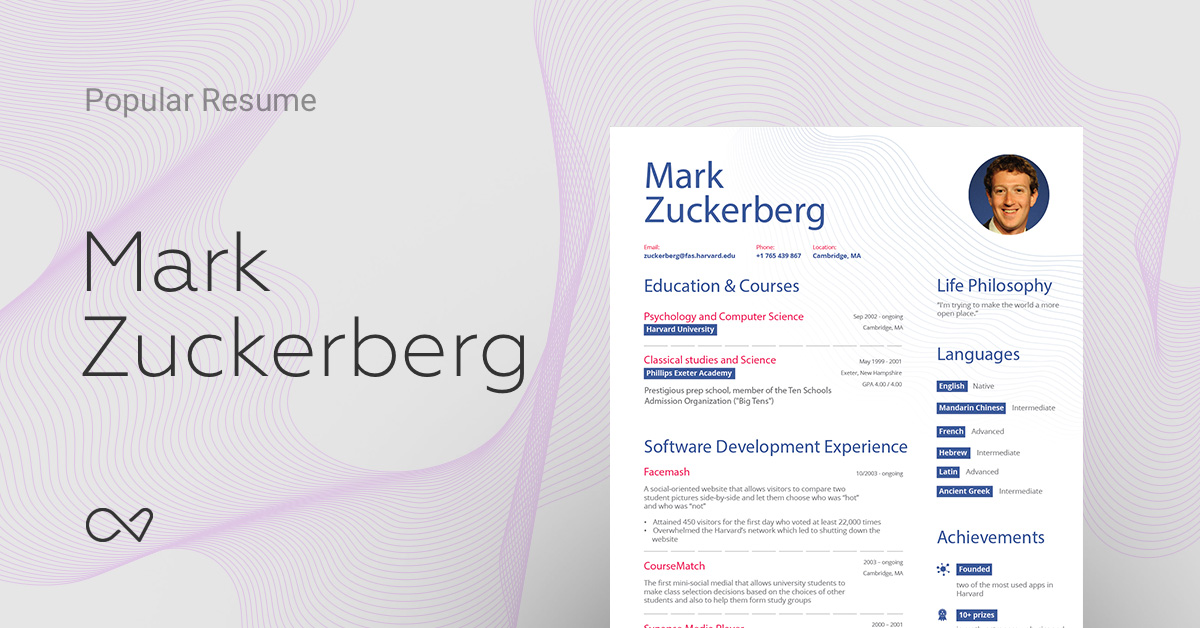 Popular Resume
Mark
Zuckerberg
Mark
Zuckerberg
Email:
zuckerberg@fas.harvard.edu
Phone:
+1 765 439 867
Location:
Cambridge, MA
Education & Courses
Psychology and Computer Science
Harvard University
Sep 2002 - ongoing
Cambridge, MA
Classical studies and Science
Phillips Exeter Academy
May 1999 - 2001
Exeter, New Hampshire
GPA 4.00 / 4.00
Prestigious prep school, member of the Ten Schools
Admission Organization ("Big Tens")
Software Development Experience
Facemash
10/2003 - ongoing
A social-oriented website that allows visitors to compare two
student pictures side-by-side and let them choose who was "hot"
and who was "not"
• Attained 450 visitors for the first day who voted at least 22,000 times
• Overwhelmed the Harvard's network which led to shutting down the
website
CourseMatch
2003 - ongoing
Cambridge, MA
The first mini-social medial that allows university students to
make class selection decisions based on the choices of other
students and also to help them form study groups
2000 - 2001
Life Philosophy
"I'm trying to make the world a more
open place."
Languages
English Native
Mandarin Chinese Intermediate
French Advanced
Hebrew Intermediate
Latin Advanced
Ancient Greek Intermediate
Achievements
Founded
two of the most used apps in
Harvard
10+ prizes